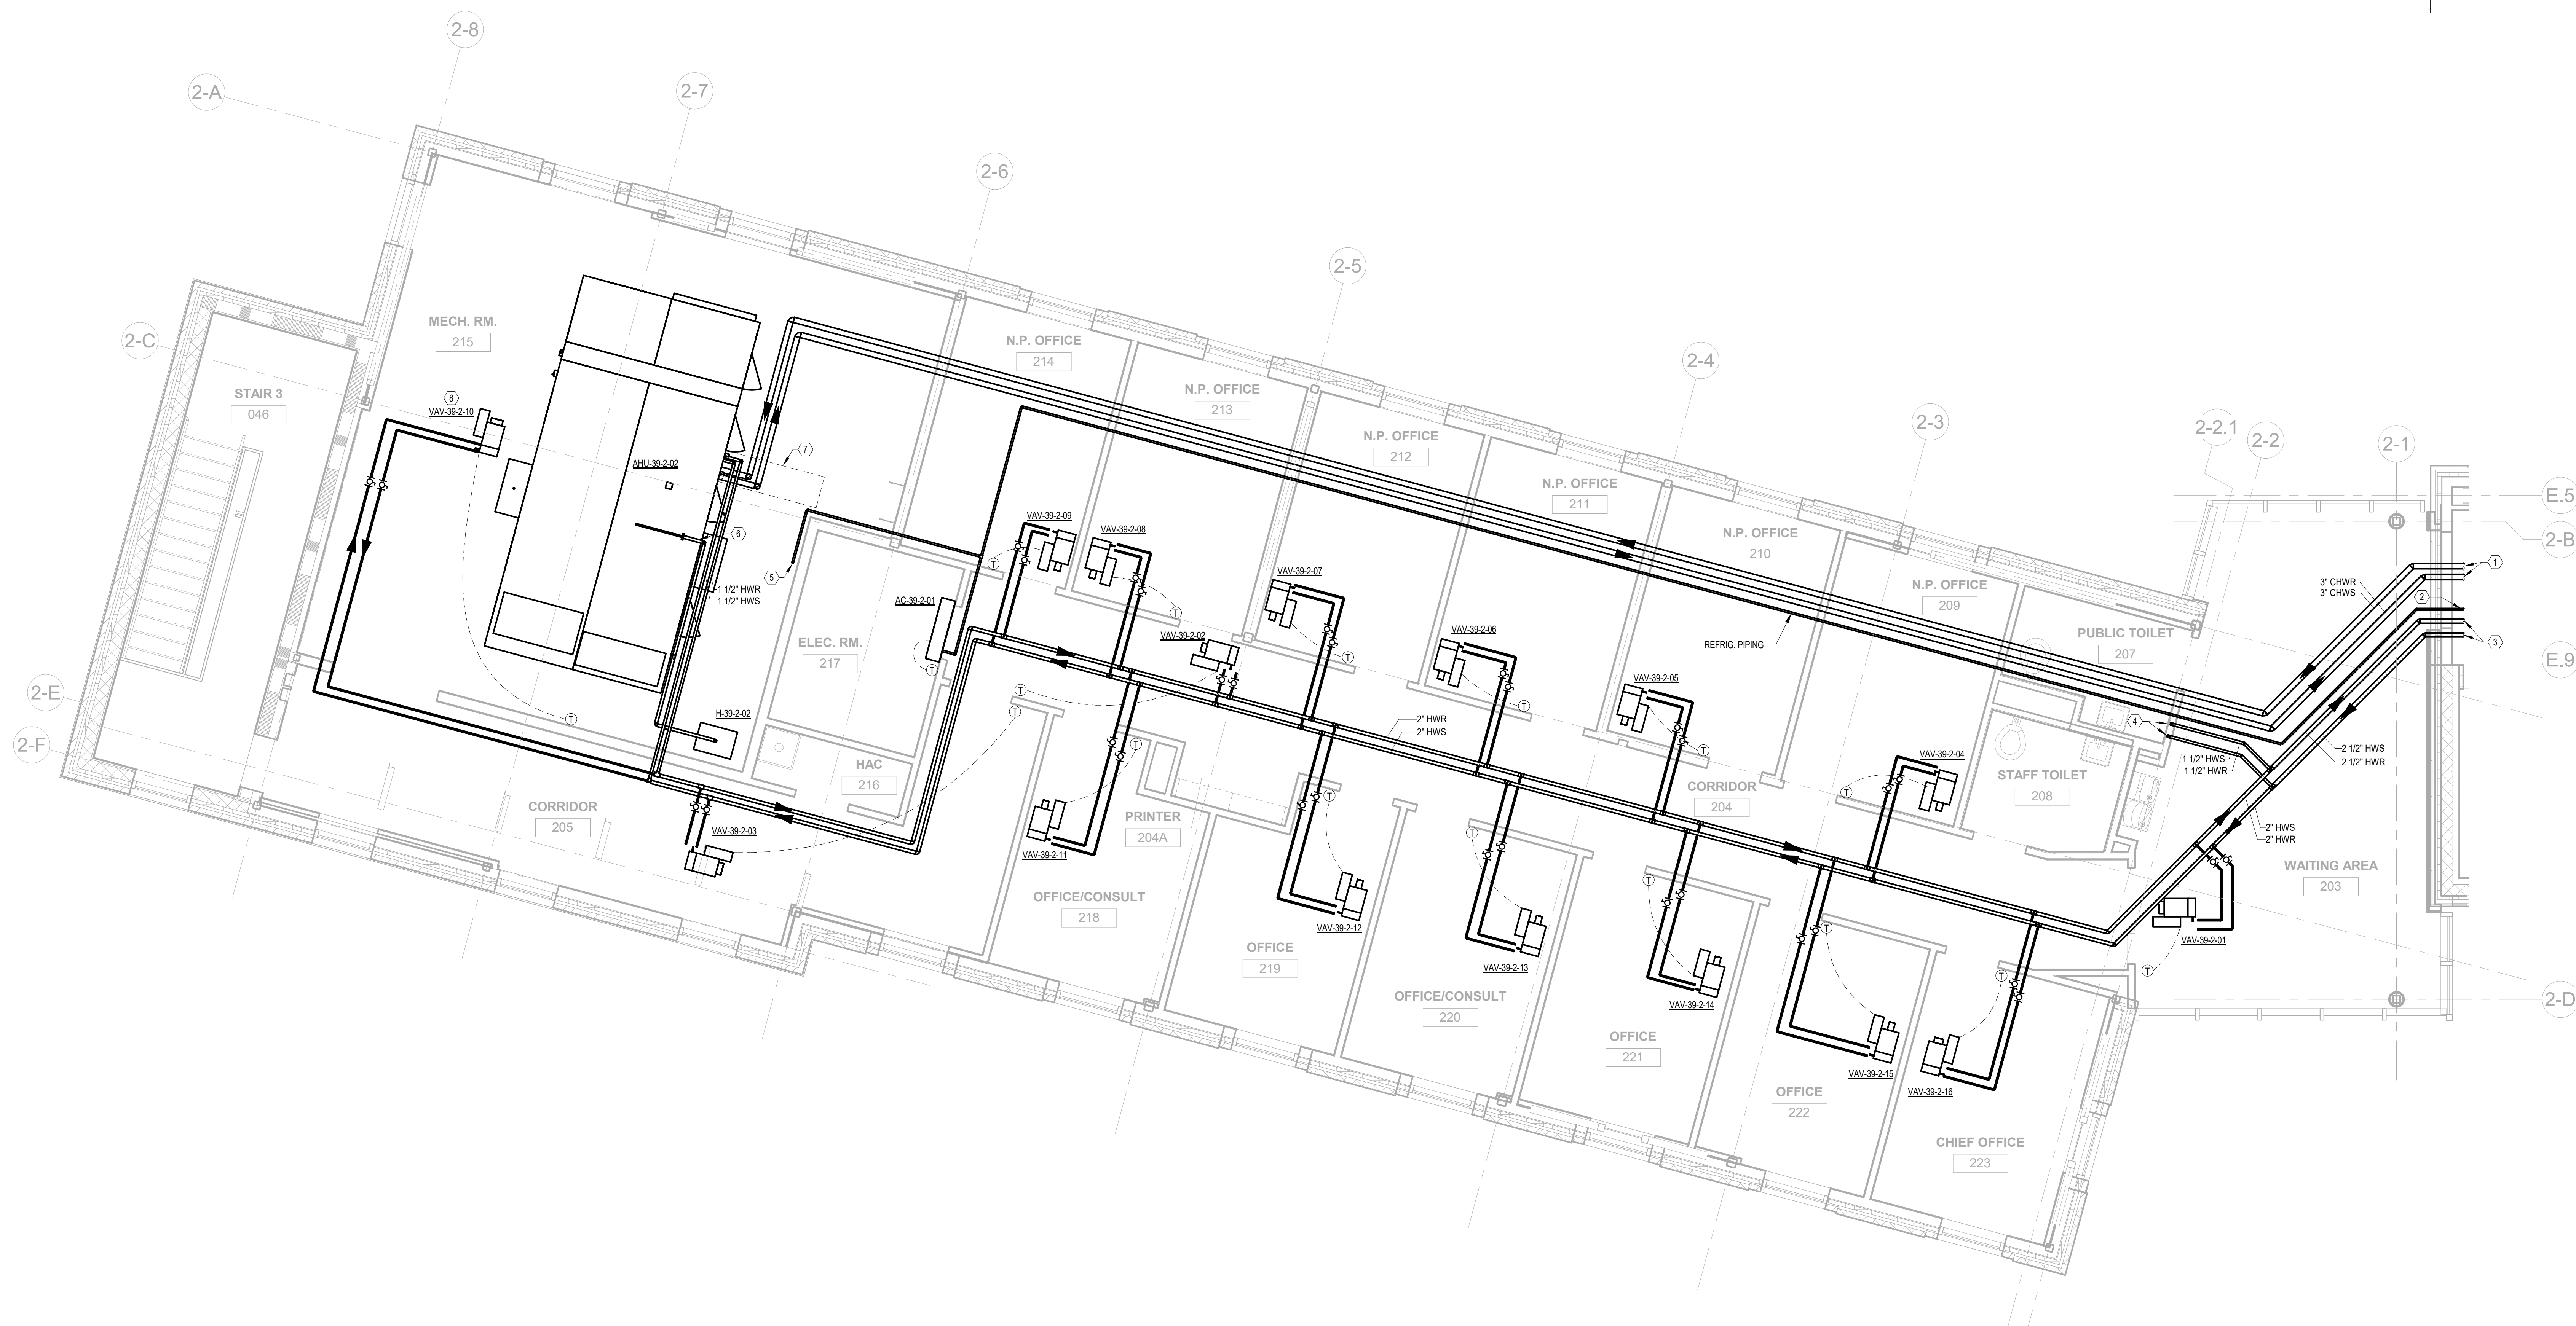 2-8
2-A
2-7
2-6
2-5
2-4
2-3
2-2.1
2-2
2-1
E.5
2-B
E.9
2-D
2-C
2-E
2-F
MECH. RM.
215
STAIR 3
046
8
VAV-39-2-10
AHU-39-2-02
7
6
1 1/2" HWR
1 1/2" HWS
5
H-39-2-02
ELEC. RM.
217
AC-39-2-01
T
HAC
216
CORRIDOR
205
VAV-39-2-03
T
N.P. OFFICE
214
N.P. OFFICE
213
N.P. OFFICE
212
N.P. OFFICE
211
N.P. OFFICE
210
N.P. OFFICE
209
PUBLIC TOILET
207
STAFF TOILET
208
VAV-39-2-09
T
VAV-39-2-08
T
VAV-39-2-02
T
VAV-39-2-07
T
VAV-39-2-06
T
VAV-39-2-05
T
VAV-39-2-04
T
REFRIG. PIPING
2" HWR
2" HWS
CORRIDOR
204
T
VAV-39-2-11
T
PRINTER
204A
OFFICE/CONSULT
218
OFFICE
219
VAV-39-2-12
T
OFFICE/CONSULT
220
VAV-39-2-13
T
OFFICE
221
VAV-39-2-14
T
OFFICE
222
VAV-39-2-15
T
CHIEF OFFICE
223
VAV-39-2-16
T
3" CHWR
3" CHWS
1
2
3
4
1 1/2" HWS
1 1/2" HWR
2 1/2" HWS
2 1/2" HWR
2" HWS
2" HWR
WAITING AREA
203
VAV-39-2-01
T